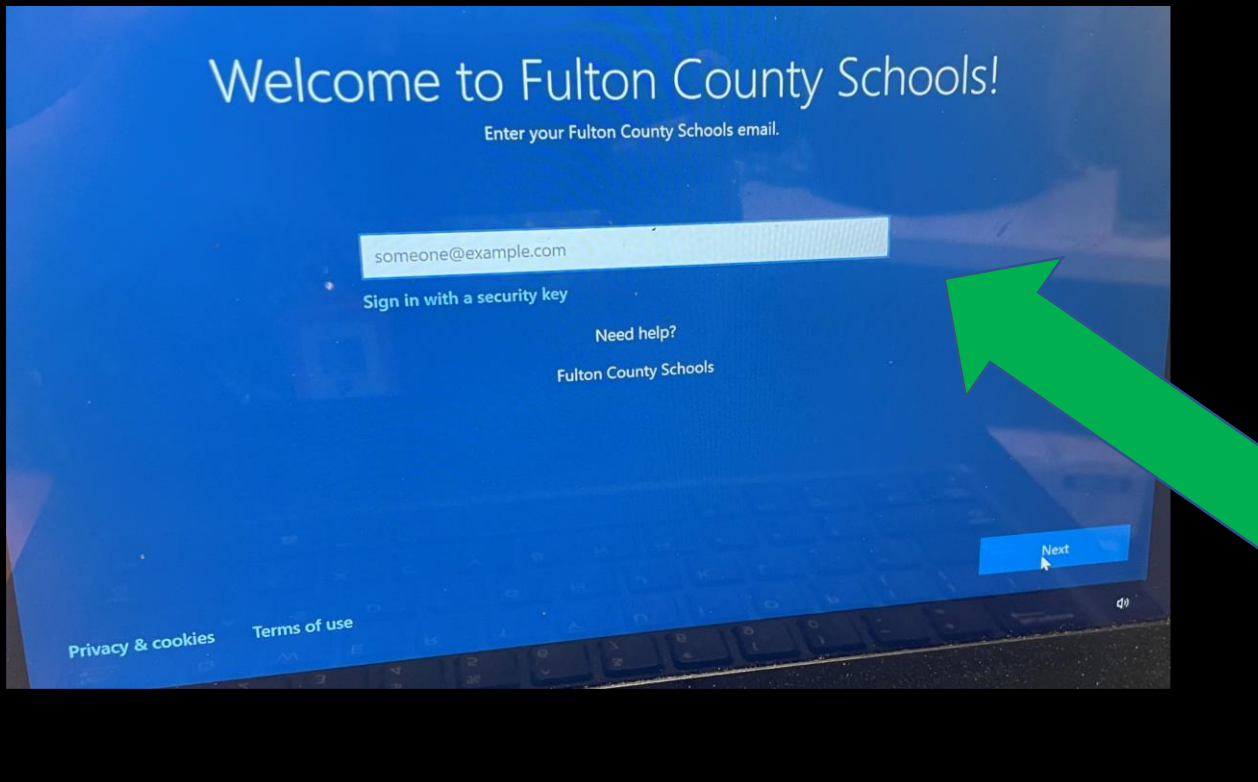 Welcome to Fulton County Schools!
Enter your Fulton County Schools email.
someone@example.com
Sign in with a security key
Need help?
Fulton County Schools
Next
Privacy & cookies
Terms of use